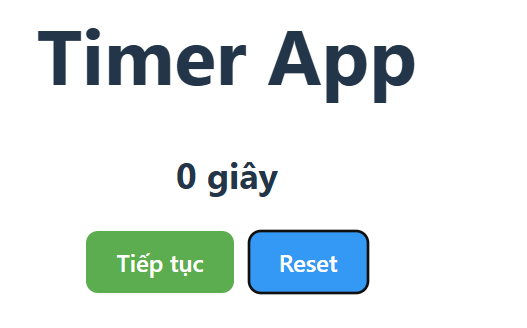 Timer App
0 giây
Tiếp tục Reset